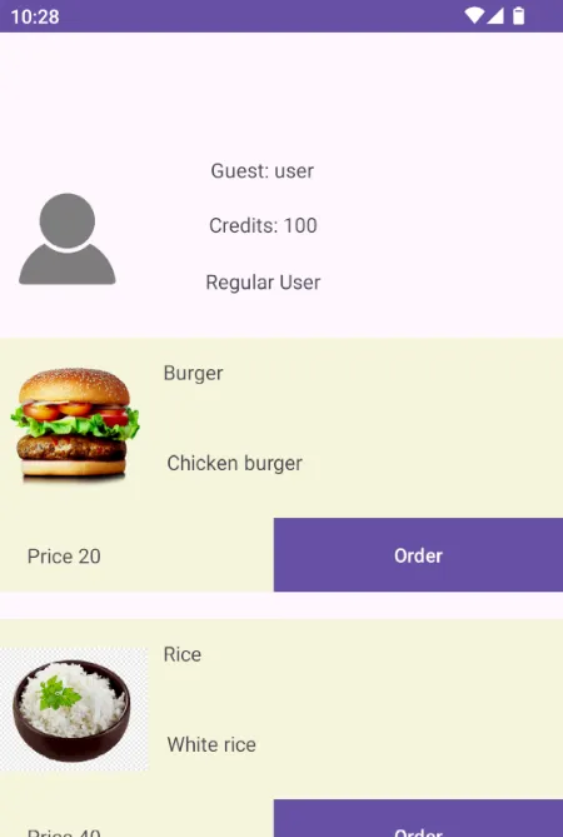 10:28
Guest: user
Credits: 100
Regular User
Burger
Chicken burger
Price 20
Order
Rice
White rice
Price 40
Order